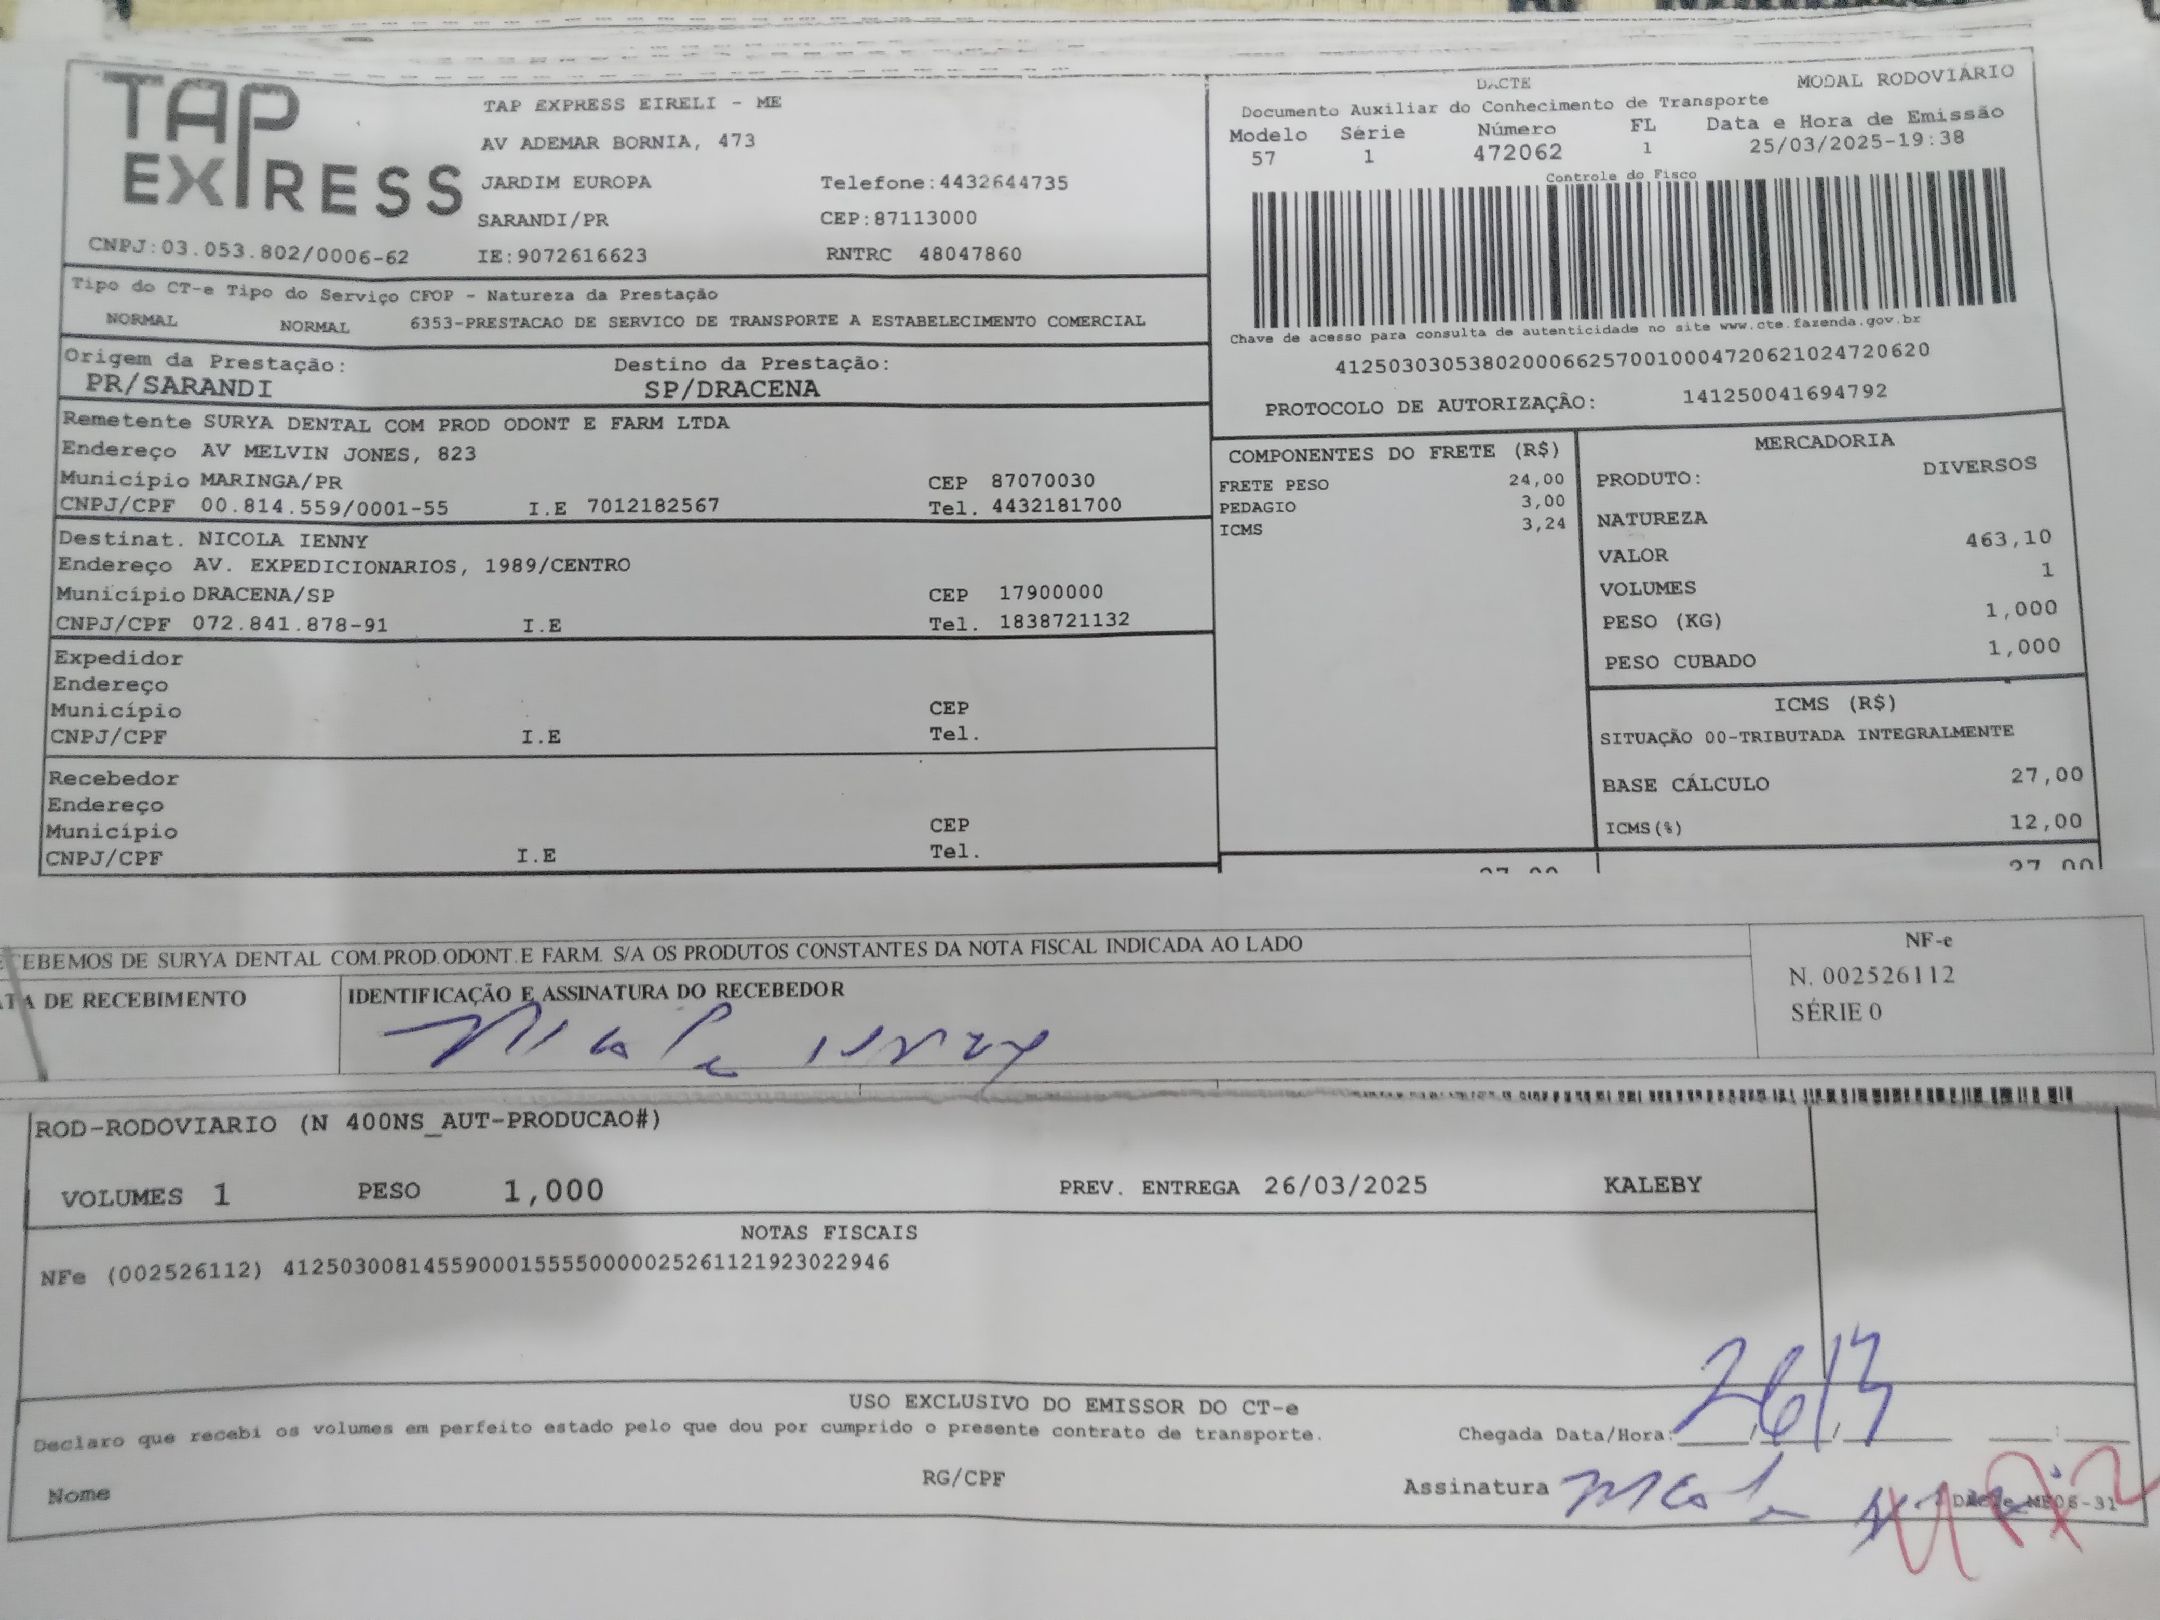 TAP
EXPRESS
TAP EXPRESS EIRELI - ME
AV ADEMAR BORNIA, 473
JARDIM EUROPA Telefone:4432644735
SARANDI/PR CEP:87113000
CNPJ:03.053.802/0006-62 IE:9072616623 RNTRC 48047860
DACTE MODAL RODOVIÁRIO
Documento Auxiliar do Conhecimento de Transporte
Modelo Série Número FL Data e Hora de Emissão
57 1 472062 1 25/03/2025-19:38
Controle do Fisco
Chave de acesso para consulta de autenticidade no site www.cte.fazenda.gov.br
41250303053802000662570010004720621024720620
PROTOCOLO DE AUTORIZAÇÃO: 141250041694792
Tipo do CT-e Tipo do Serviço CFOP - Natureza da Prestação
NORMAL NORMAL 6353-PRESTACAO DE SERVICO DE TRANSPORTE A ESTABELECIMENTO COMERCIAL
Origem da Prestação: Destino da Prestação:
PR/SARANDI SP/DRACENA
Remetente SURYA DENTAL COM PROD ODONT E FARM LTDA
Endereço AV MELVIN JONES, 823
Município MARINGA/PR CEP 87070030
CNPJ/CPF 00.814.559/0001-55 I.E 7012182567 Tel. 4432181700
Destinat. NICOLA IENNY
Endereço AV. EXPEDICIONARIOS, 1989/CENTRO
Município DRACENA/SP CEP 17900000
CNPJ/CPF 072.841.878-91 I.E Tel. 1838721132
Expedidor
Endereço
Município CEP
CNPJ/CPF I.E Tel.
Recebedor
Endereço
Município CEP
CNPJ/CPF I.E Tel.
COMPONENTES DO FRETE (R$)
FRETE PESO 24,00
PEDAGIO 3,00
ICMS 3,24
27,00
MERCADORIA
PRODUTO: DIVERSOS
NATUREZA
VALOR 463,10
VOLUMES 1
PESO (KG) 1,000
PESO CUBADO 1,000
ICMS (R$)
SITUAÇÃO 00-TRIBUTADA INTEGRALMENTE
BASE CÁLCULO 27,00
ICMS(%) 12,00
27,00
CEBEMOS DE SURYA DENTAL COM.PROD.ODONT.E FARM. S/A OS PRODUTOS CONSTANTES DA NOTA FISCAL INDICADA AO LADO
NF-e
N. 002526112
SÉRIE 0
ATA DE RECEBIMENTO IDENTIFICAÇÃO E ASSINATURA DO RECEBEDOR
Nicola Ienny
ROD-RODOVIARIO (N 400NS_AUT-PRODUCAO#)
VOLUMES 1 PESO 1,000 PREV. ENTREGA 26/03/2025 KALEBY
NOTAS FISCAIS
NFe (002526112) 41250300814559000155550000025261121923022946
USO EXCLUSIVO DO EMISSOR DO CT-e
Declaro que recebi os volumes em perfeito estado pelo que dou por cumprido o presente contrato de transporte.
Chegada Data/Hora: 26/3
Nome RG/CPF Assinatura Nicola